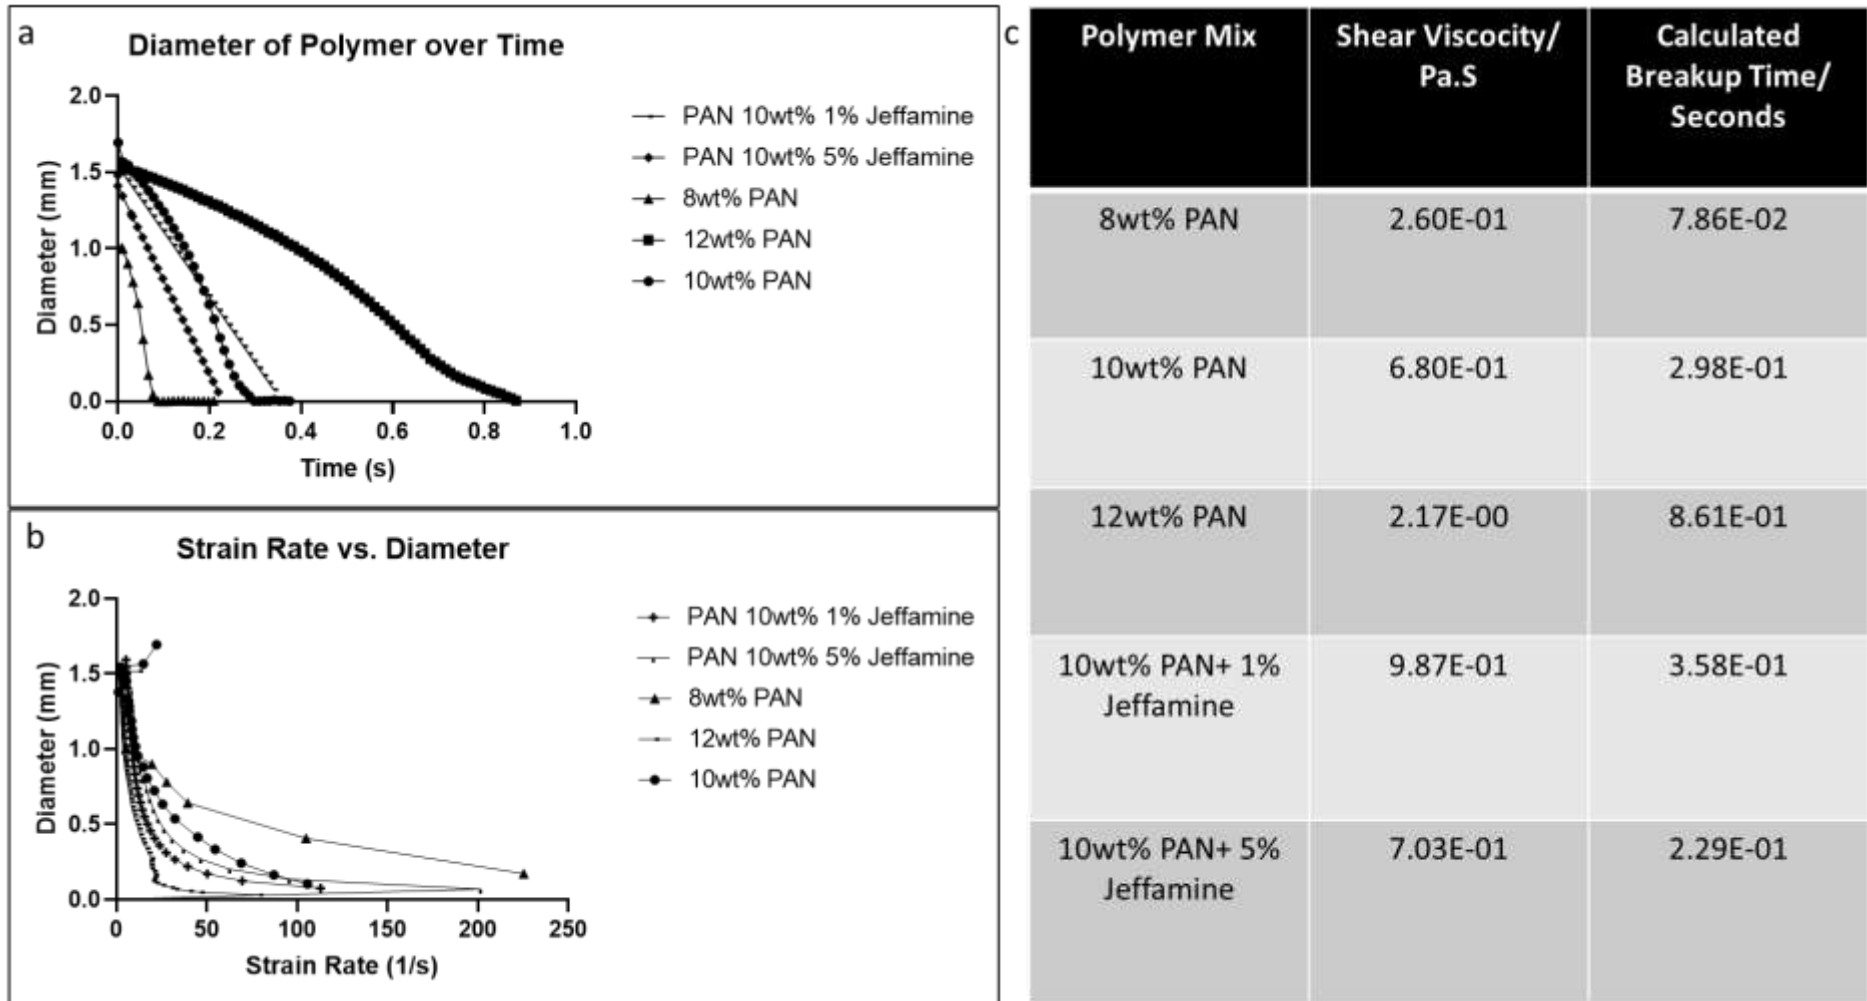 a
Diameter of Polymer over Time
2.0
1.5
1.0
0.5
0.0
Diameter (mm)
0.0 0.2 0.4 0.6 0.8 1.0
Time (s)
PAN 10wt% 1% Jeffamine
PAN 10wt% 5% Jeffamine
8wt% PAN
12wt% PAN
10wt% PAN
b
Strain Rate vs. Diameter
2.0
1.5
1.0
0.5
0.0
Diameter (mm)
0 50 100 150 200 250
Strain Rate (1/s)
PAN 10wt% 1% Jeffamine
PAN 10wt% 5% Jeffamine
8wt% PAN
12wt% PAN
10wt% PAN
c
Polymer Mix Shear Viscocity/ Calculated
Pa.S Breakup Time/
Seconds
8wt% PAN 2.60E-01 7.86E-02
10wt% PAN 6.80E-01 2.98E-01
12wt% PAN 2.17E-00 8.61E-01
10wt% PAN+ 1% 9.87E-01 3.58E-01
Jeffamine
10wt% PAN+ 5% 7.03E-01 2.29E-01
Jeffamine